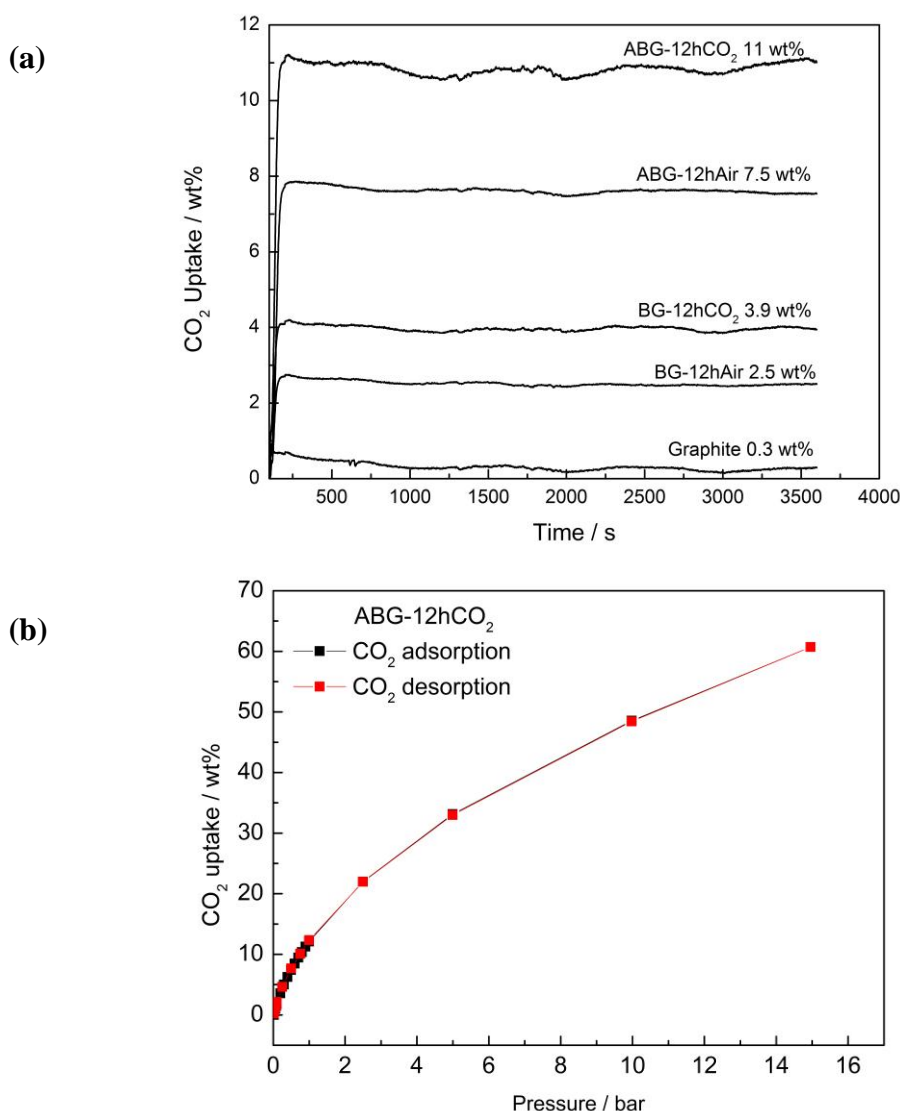 (a)
12
10
8
6
4
2
0
CO₂ Uptake / wt%
ABG-12hCO₂ 11 wt%
ABG-12hAir 7.5 wt%
BG-12hCO₂ 3.9 wt%
BG-12hAir 2.5 wt%
Graphite 0.3 wt%
500 1000 1500 2000 2500 3000 3500 4000
Time / s
(b)
70
60
50
40
30
20
10
0
CO₂ uptake / wt%
ABG-12hCO₂
CO₂ adsorption
CO₂ desorption
0 2 4 6 8 10 12 14 16
Pressure / bar